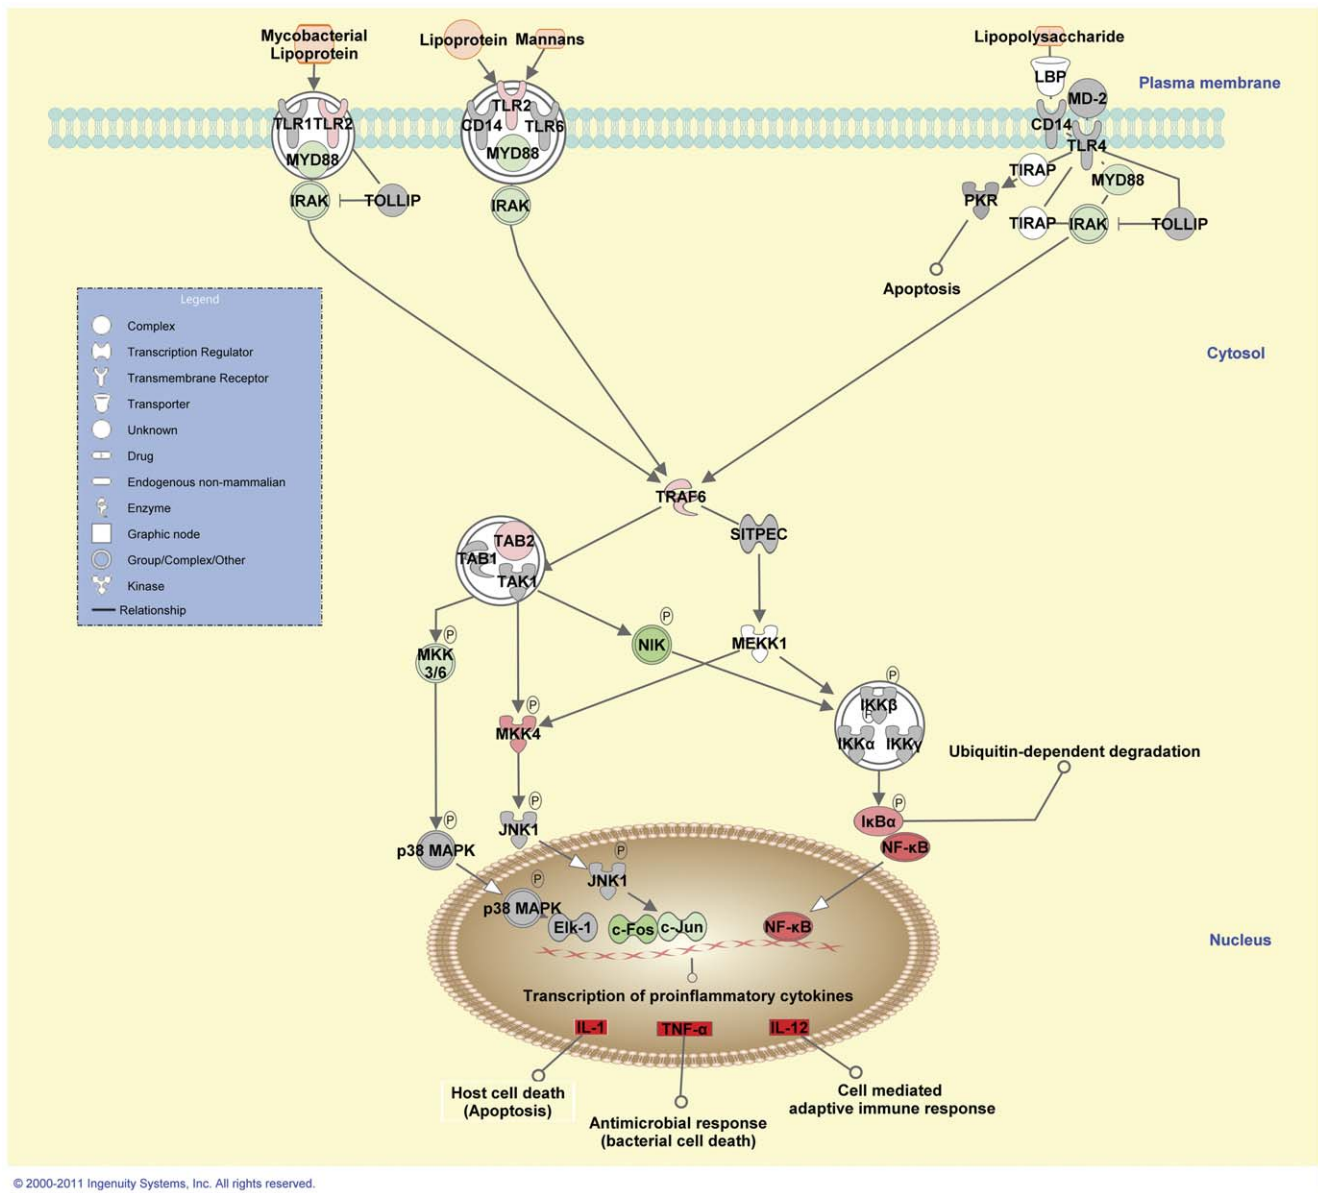 Mycobacterial
Lipoprotein
Lipoprotein
Mannans
Lipopolysaccharide
LBP
MD-2
Plasma membrane
TLR1
TLR2
MYD88
IRAK
TOLLIP
TLR2
CD14
TLR6
MYD88
IRAK
CD14
TLR4
TIRAP
MYD88
PKR
TIRAP
IRAK
TOLLIP
Apoptosis
Cytosol
Legend
Complex
Transcription Regulator
Transmembrane Receptor
Transporter
Unknown
Drug
Endogenous non-mammalian
Enzyme
Graphic node
Group/Complex/Other
Kinase
Relationship
TRAF6
SITPEC
TAB2
TAB1
TAK1
P
MKK
3/6
P
NIK
MEKK1
P
MKK4
P
IKKβ
P
IKKα
IKKγ
Ubiquitin-dependent degradation
P
IκBα
NF-κB
P
JNK1
P
p38 MAPK
P
JNK1
P
p38 MAPK
Elk-1
c-Fos
c-Jun
NF-κB
Nucleus
Transcription of proinflammatory cytokines
IL-1
TNF-α
IL-12
Host cell death
(Apoptosis)
Antimicrobial response
(bacterial cell death)
Cell mediated
adaptive immune response
© 2000-2011 Ingenuity Systems, Inc. All rights reserved.